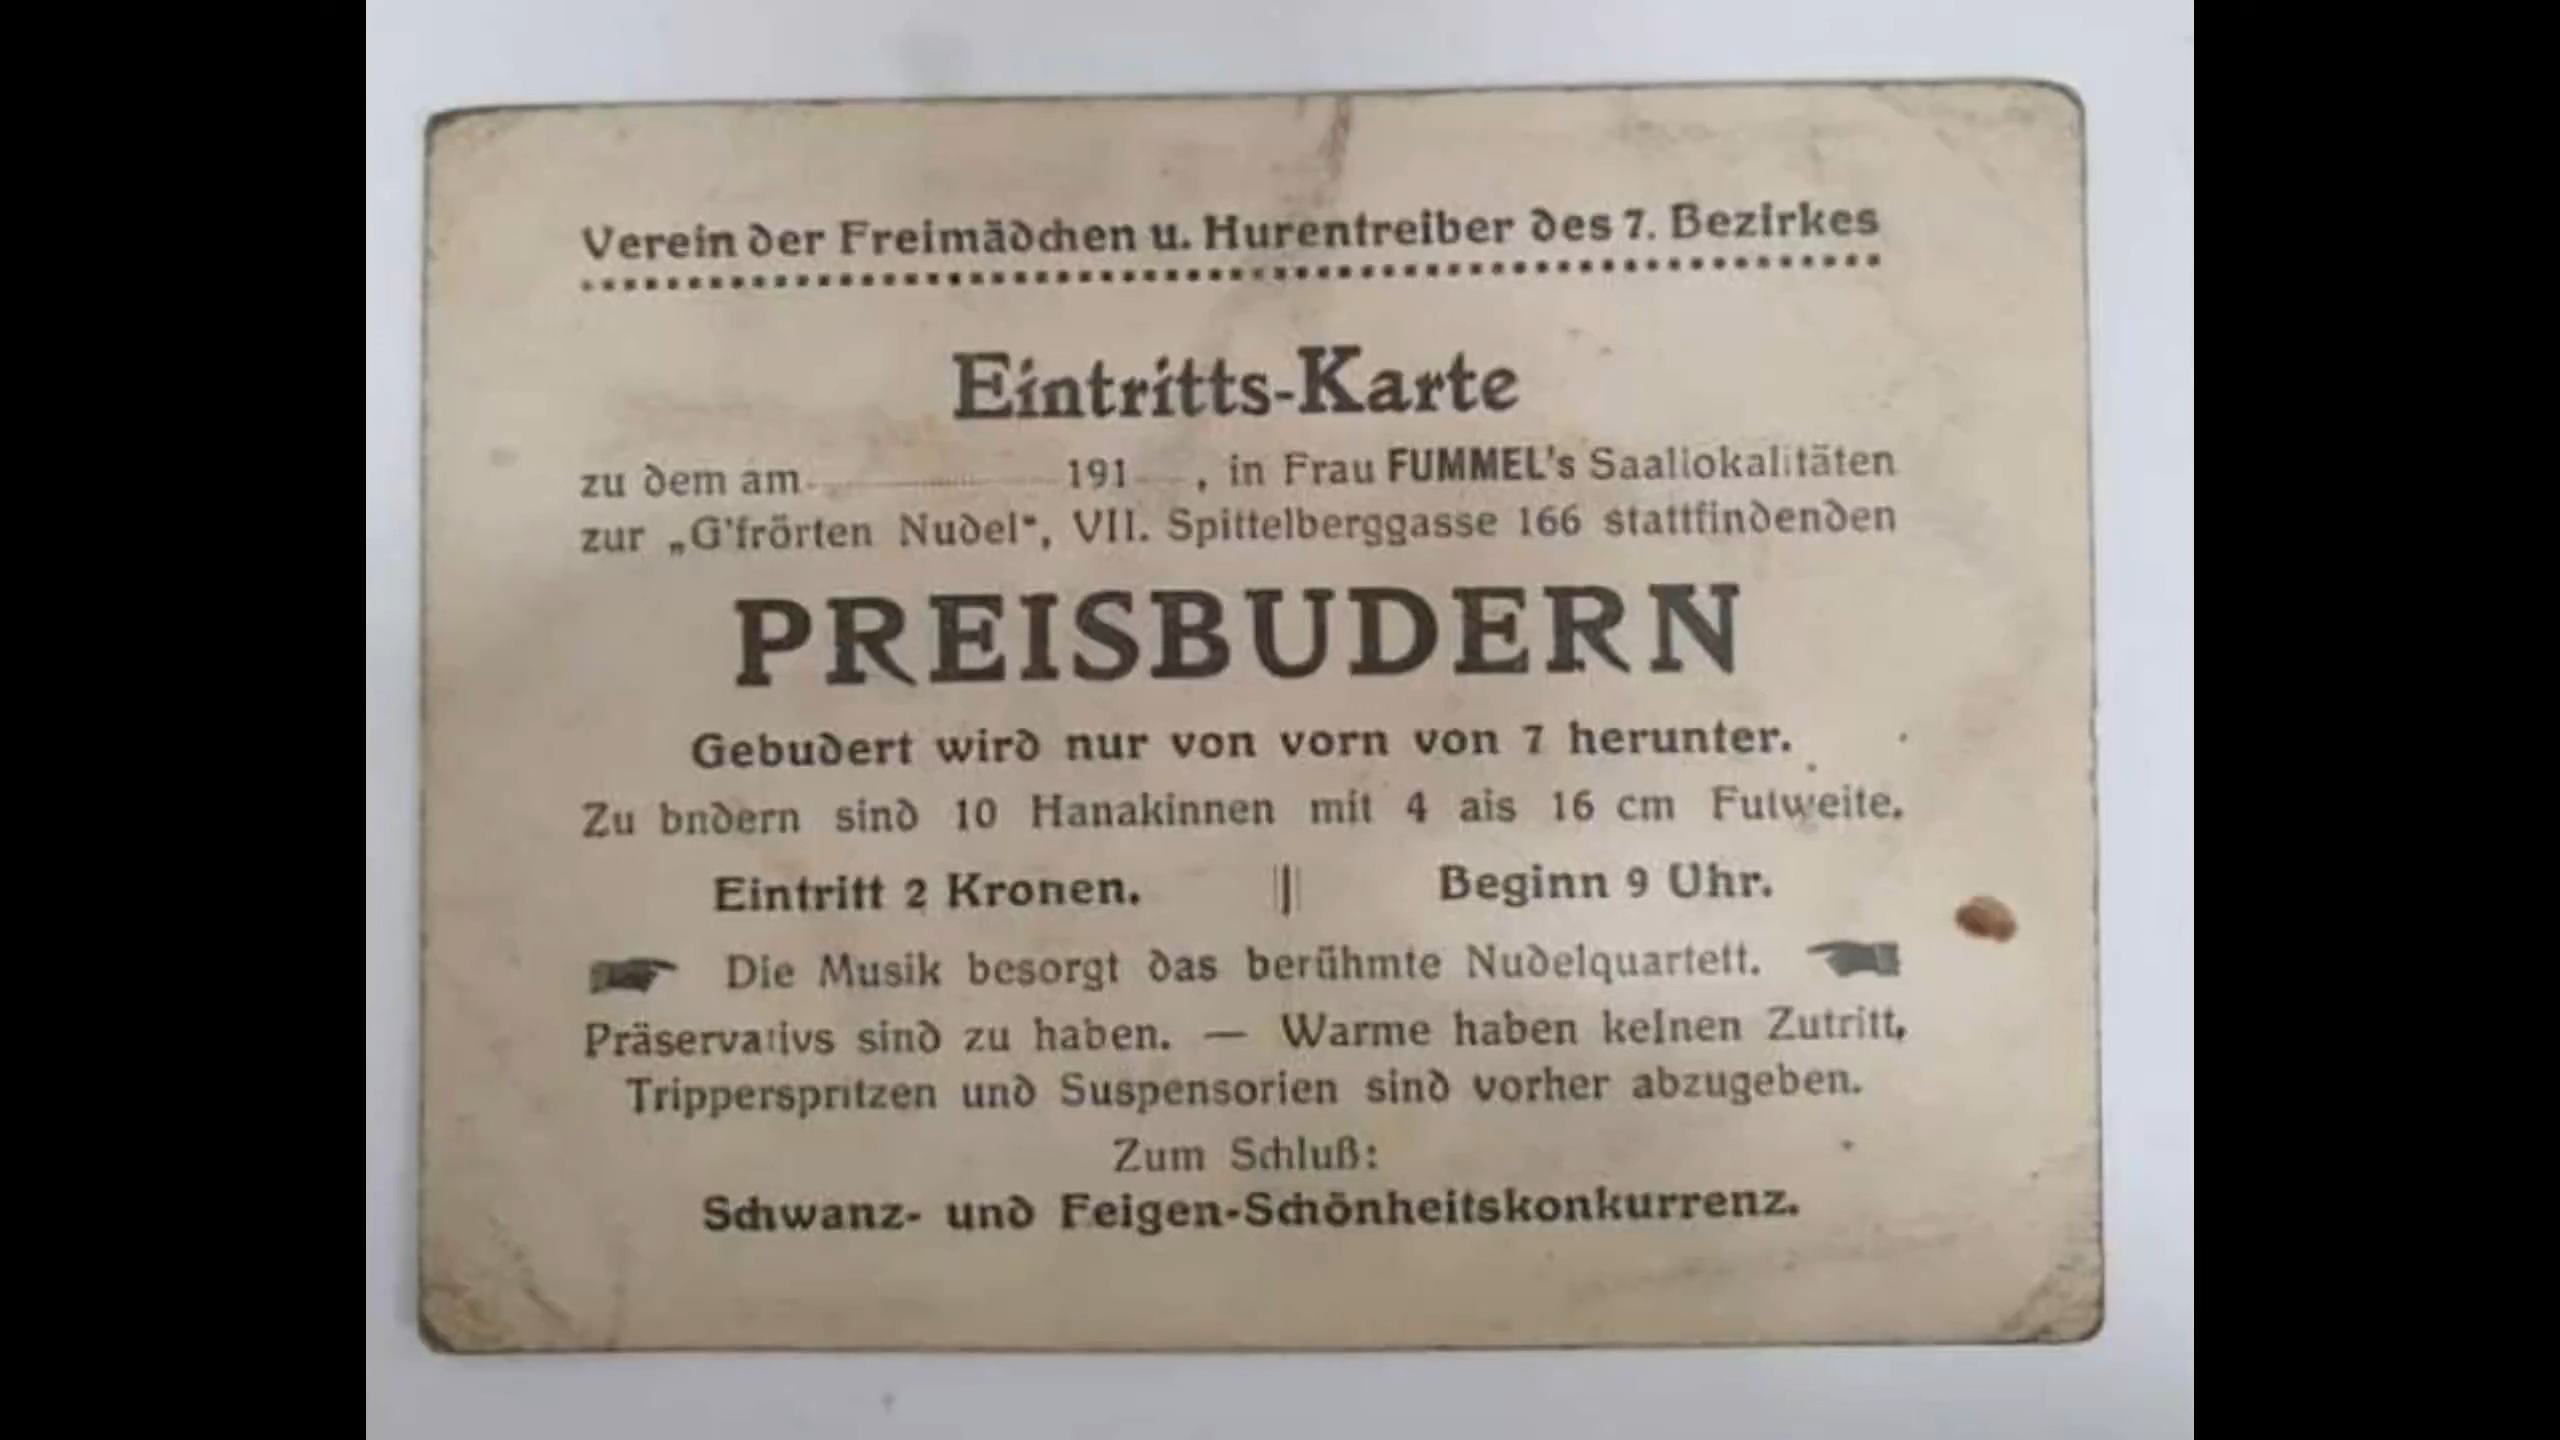 Verein der Freimädchen u. Hurentreiber des 7. Bezirkes
Eintritts-Karte
zu dem am 191 , in Frau FUMMEL's Saallokalitäten
zur „G'frörten Nudel“, VII. Spittelberggasse 166 stattfindenden
PREISBUDERN
Gebudert wird nur von vorn von 7 herunter.
Zu bndern sind 10 Hanakinnen mit 4 ais 16 cm Futweite.
Eintritt 2 Kronen. || Beginn 9 Uhr.
Die Musik besorgt das berühmte Nudelquartett.
Präservativs sind zu haben. — Warme haben keInen Zutritt,
Tripperspritzen und Suspensorien sind vorher abzugeben.
Zum Schluß:
Schwanz- und Feigen-Schönheitskonkurrenz.